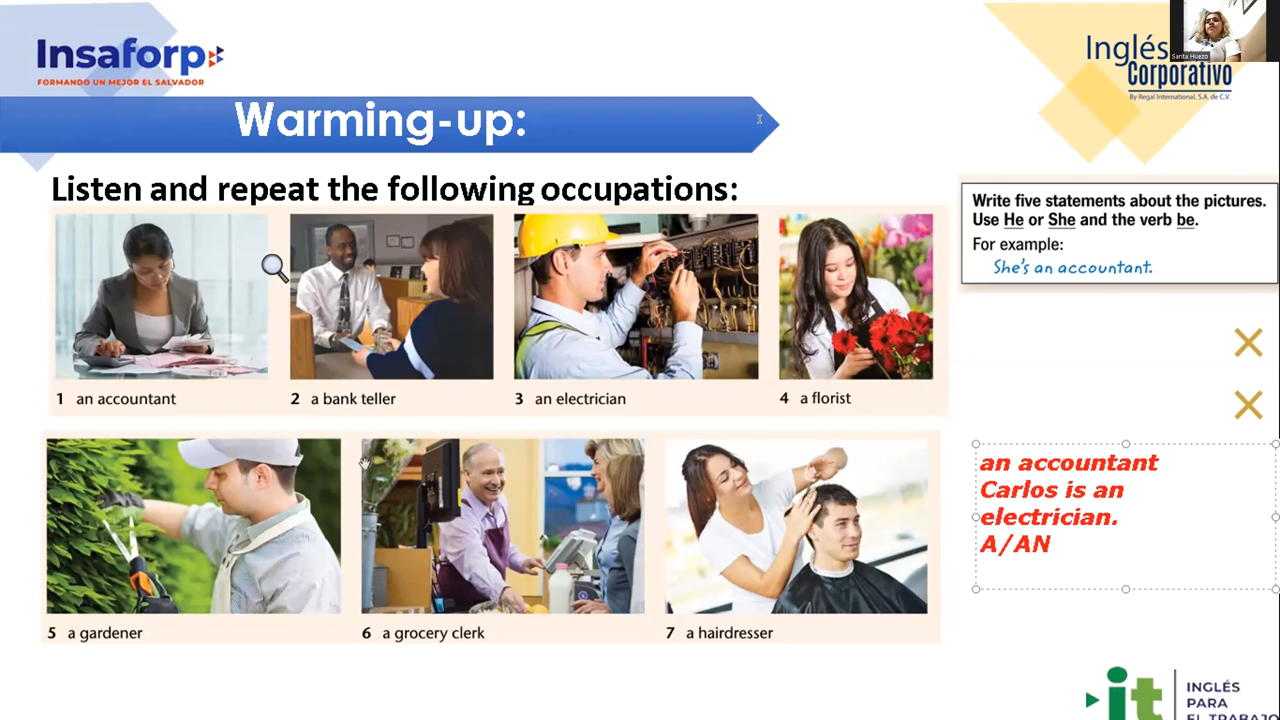 Insaforp
FORMANDO UN MEJOR EL SALVADOR
Inglés
Corporativo
By Regal International, S.A. de C.V.
Santa Huezo
Warming-up:
Listen and repeat the following occupations:
Write five statements about the pictures.
Use He or She and the verb be.
For example:
She's an accountant.
1 an accountant
2 a bank teller
3 an electrician
4 a florist
an accountant
Carlos is an
electrician.
A/AN
5 a gardener
6 a grocery clerk
7 a hairdresser
it
INGLÉS
PARA
EL TRABAJO